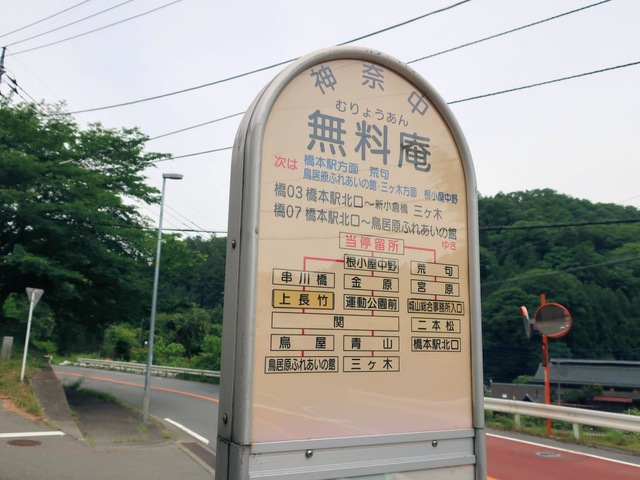 神奈中
むりょうあん
無料庵
次は 橋本駅方面 荒句
鳥居原ふれあいの館・三ヶ木方面 根小屋中野
橋03 橋本駅北口〜新小倉橋 三ヶ木
橋07 橋本駅北口〜鳥居原ふれあいの館
ゆき
当停留所
根小屋中野
串川橋 金原 荒句
上長竹 運動公園前 宮原
関 城山総合事務所入口
二本松
鳥屋 青山 橋本駅北口
鳥居原ふれあいの館 三ヶ木